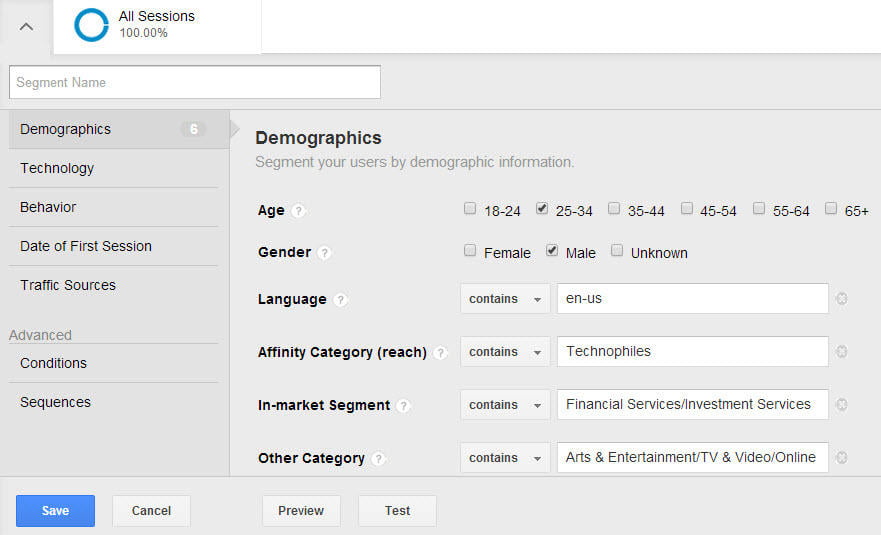 All Sessions
100.00%
Segment Name
Demographics 6
Technology
Behavior
Date of First Session
Traffic Sources
Advanced
Conditions
Sequences
Demographics
Segment your users by demographic information.
Age ? 18-24 25-34 35-44 45-54 55-64 65+
Gender ? Female Male Unknown
Language ? contains en-us
Affinity Category (reach) ? contains Technophiles
In-market Segment ? contains Financial Services/Investment Services
Other Category ? contains Arts & Entertainment/TV & Video/Online
Save Cancel Preview Test